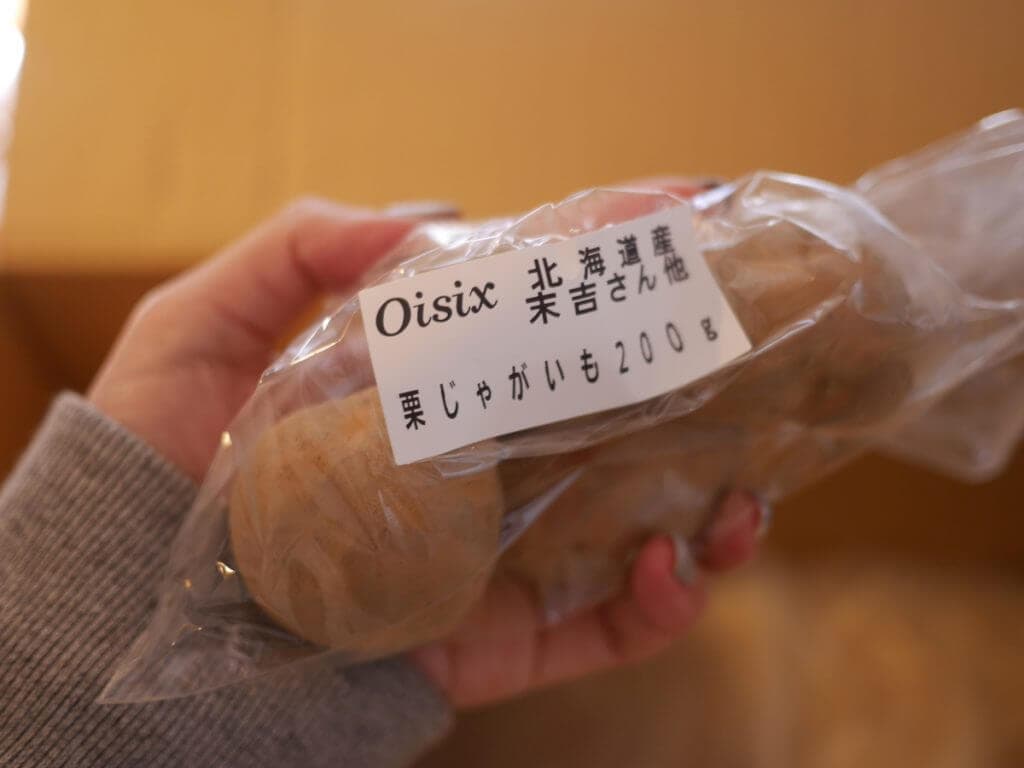 Oisix 北海道産
末吉さん他
栗じゃがいも200g